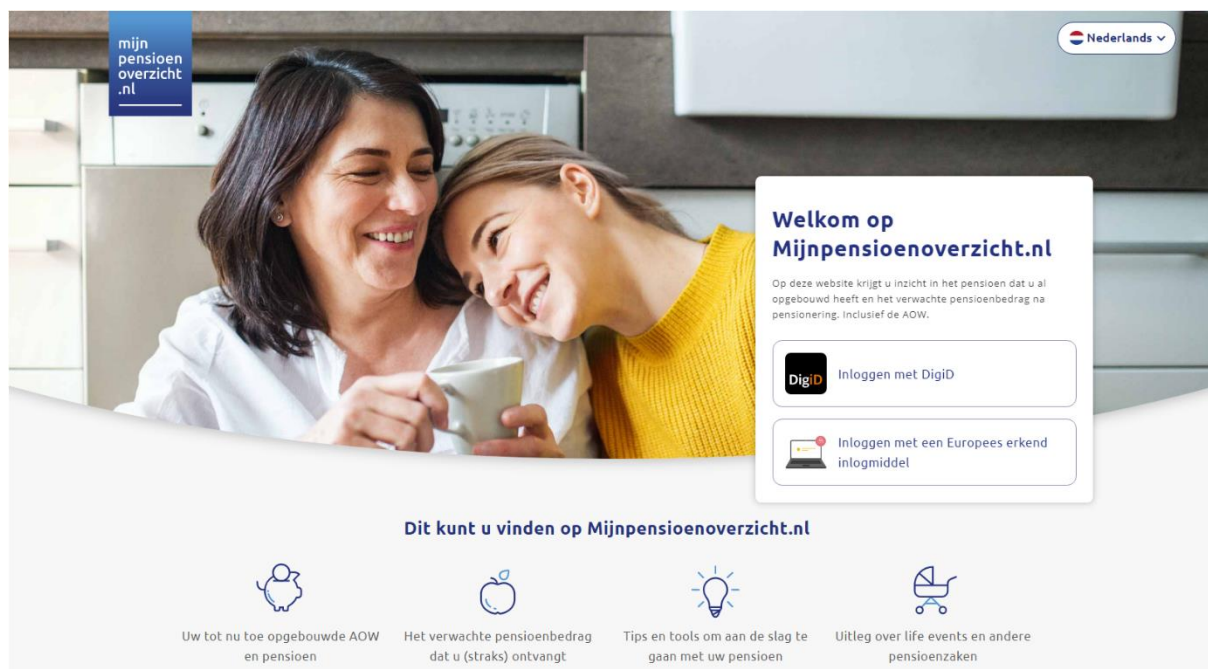 mijn
pensioen
overzicht
.nl
Nederlands
Welkom op
Mijnpensioenoverzicht.nl
Op deze website krijgt u inzicht in het pensioen dat u al
opgebouwd heeft en het verwachte pensioenbedrag na
pensionering. Inclusief de AOW.
DigiD
Inloggen met DigiD
Inloggen met een Europees erkend
inlogmiddel
Dit kunt u vinden op Mijnpensioenoverzicht.nl
Uw tot nu toe opgebouwde AOW
en pensioen
Het verwachte pensioenbedrag
dat u (straks) ontvangt
Tips en tools om aan de slag te
gaan met uw pensioen
Uitleg over life events en andere
pensioenzaken